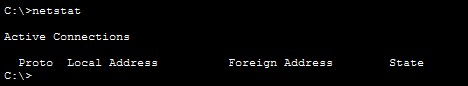 C:\>netstat
Active Connections
Proto Local Address Foreign Address State
C:\>